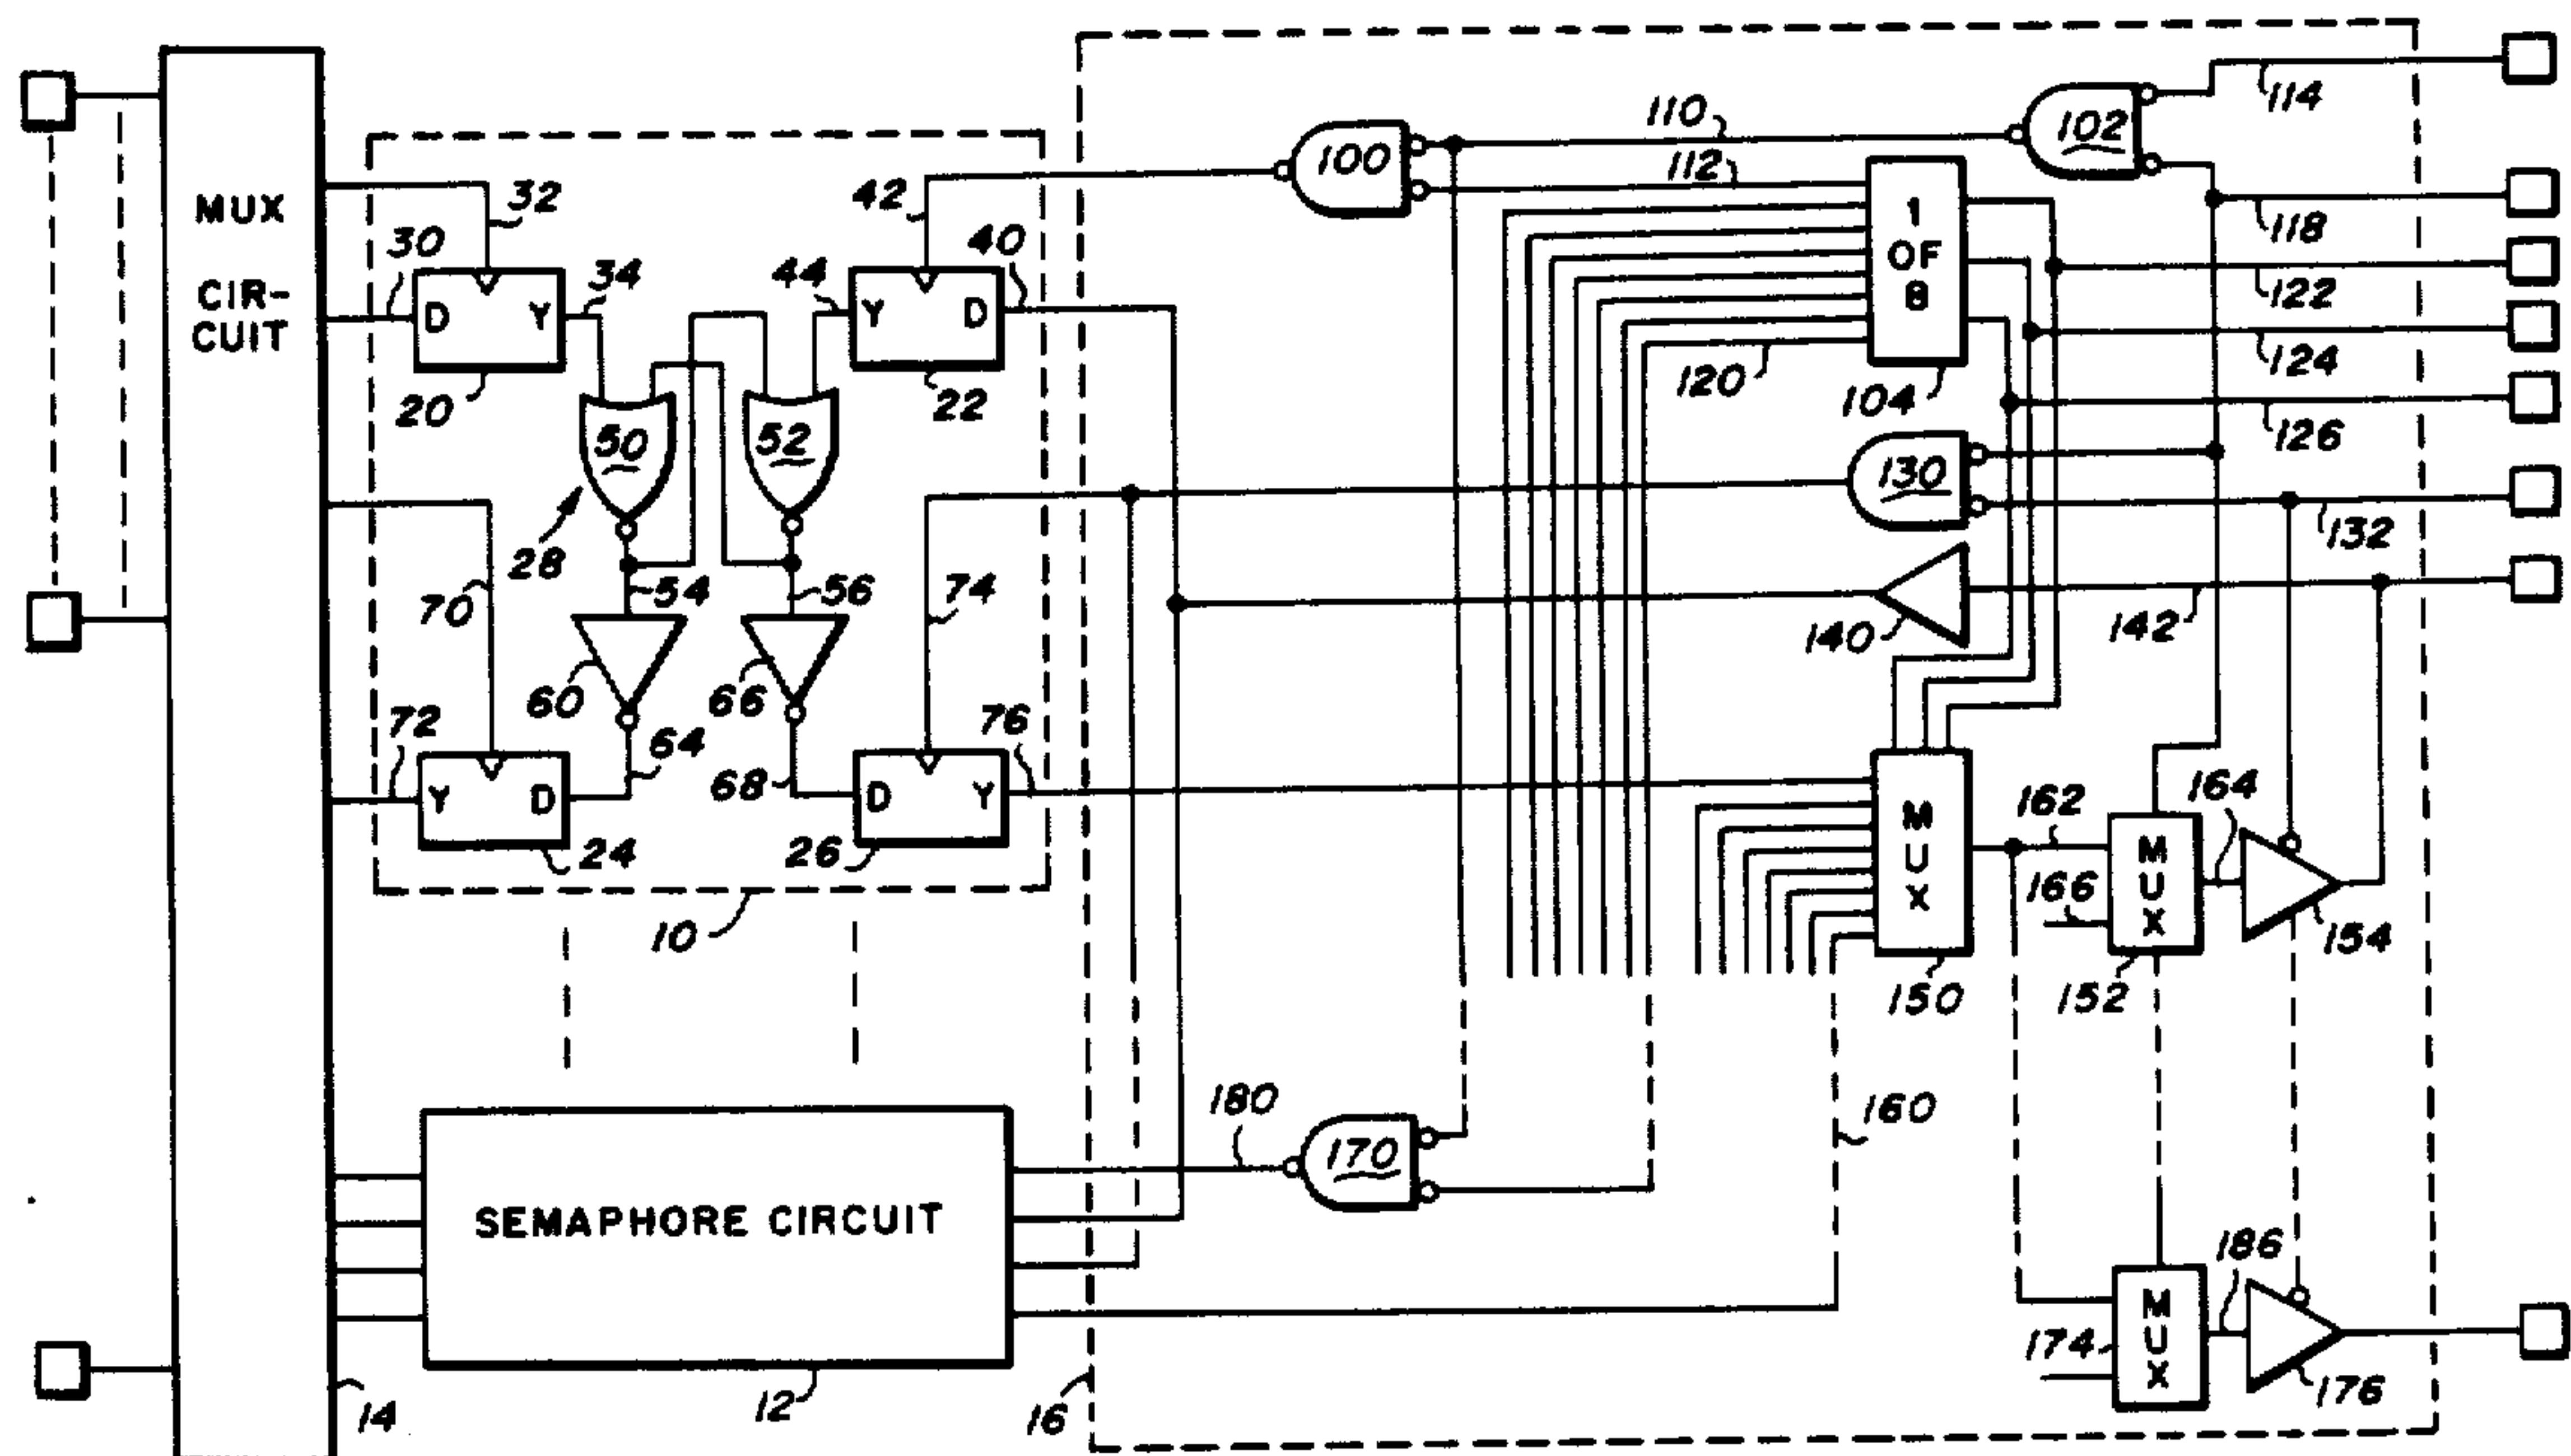 114
110
102
100
MUX
CIR-
CUIT
32
42
112
1
OF
8
118
30
40
34
44
122
D
Y
Y
D
124
20
22
120
104
126
50
52
130
132
28
54
56
70
74
140
142
60
66
72
64
76
68
Y
D
D
Y
M
U
X
162
164
M
U
X
166
24
26
10
154
150
152
180
160
170
SEMAPHORE CIRCUIT
186
M
U
X
174
12
14
16
176